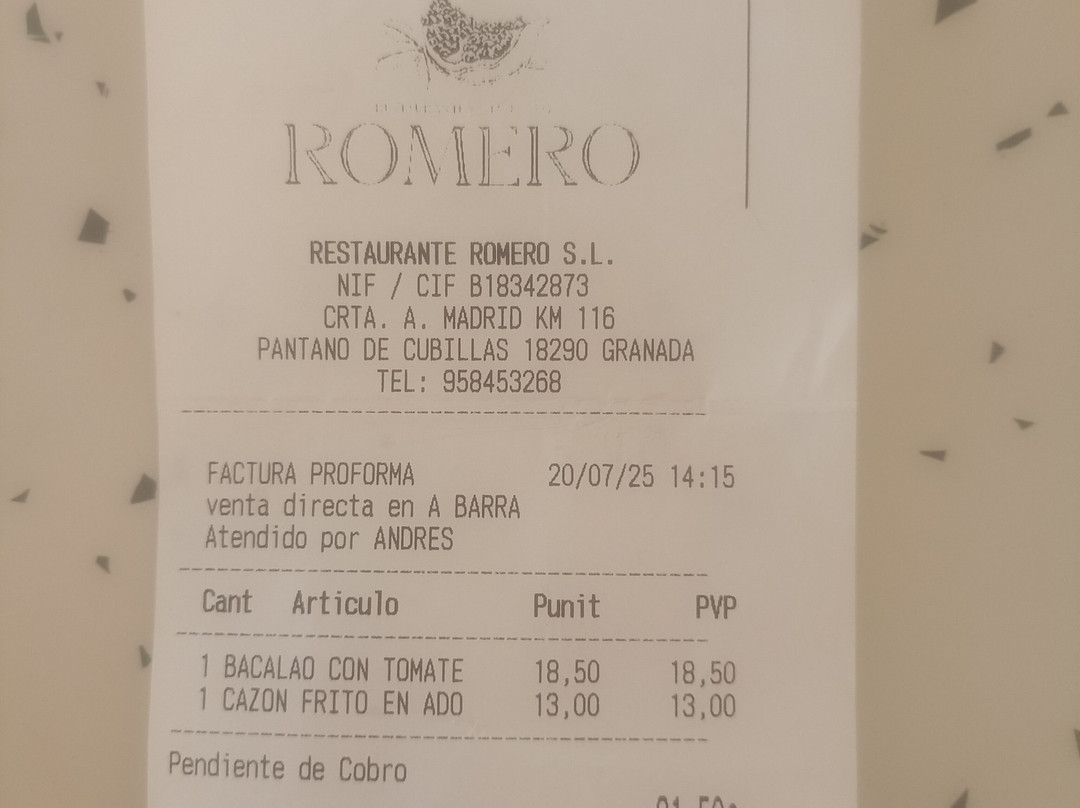 ROMERO
RESTAURANTE ROMERO S.L.
NIF / CIF B18342873
CRTA. A. MADRID KM 116
PANTANO DE CUBILLAS 18290 GRANADA
TEL: 958453268
FACTURA PROFORMA 20/07/25 14:15
venta directa en A BARRA
Atendido por ANDRES
Cant Articulo Punit PVP
1 BACALAO CON TOMATE 18,50 18,50
1 CAZON FRITO EN ADO 13,00 13,00
Pendiente de Cobro